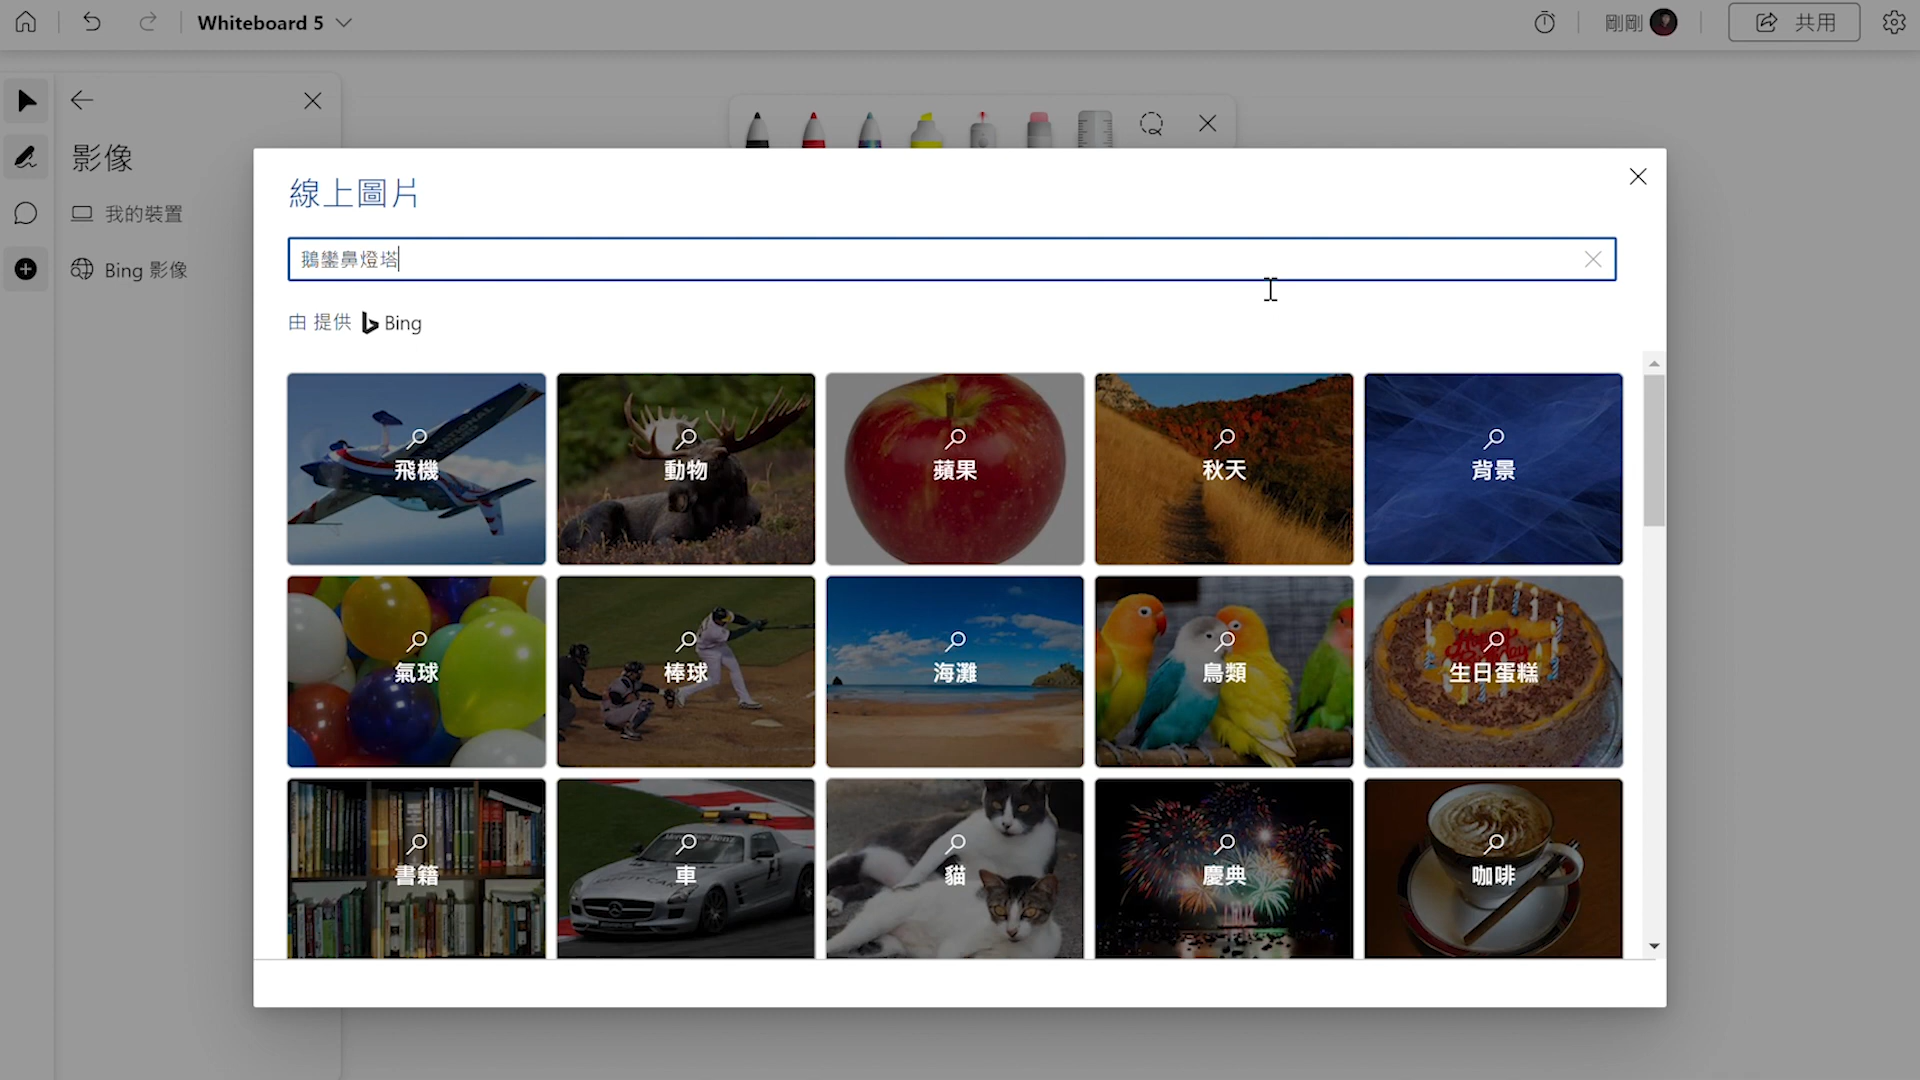 Whiteboard 5
剛剛
共用
影像
我的裝置
Bing 影像
線上圖片
鵝鑾鼻燈塔
由 提供 Bing
飛機
動物
蘋果
秋天
背景
氣球
棒球
海灘
鳥類
生日蛋糕
書籍
車
貓
慶典
咖啡